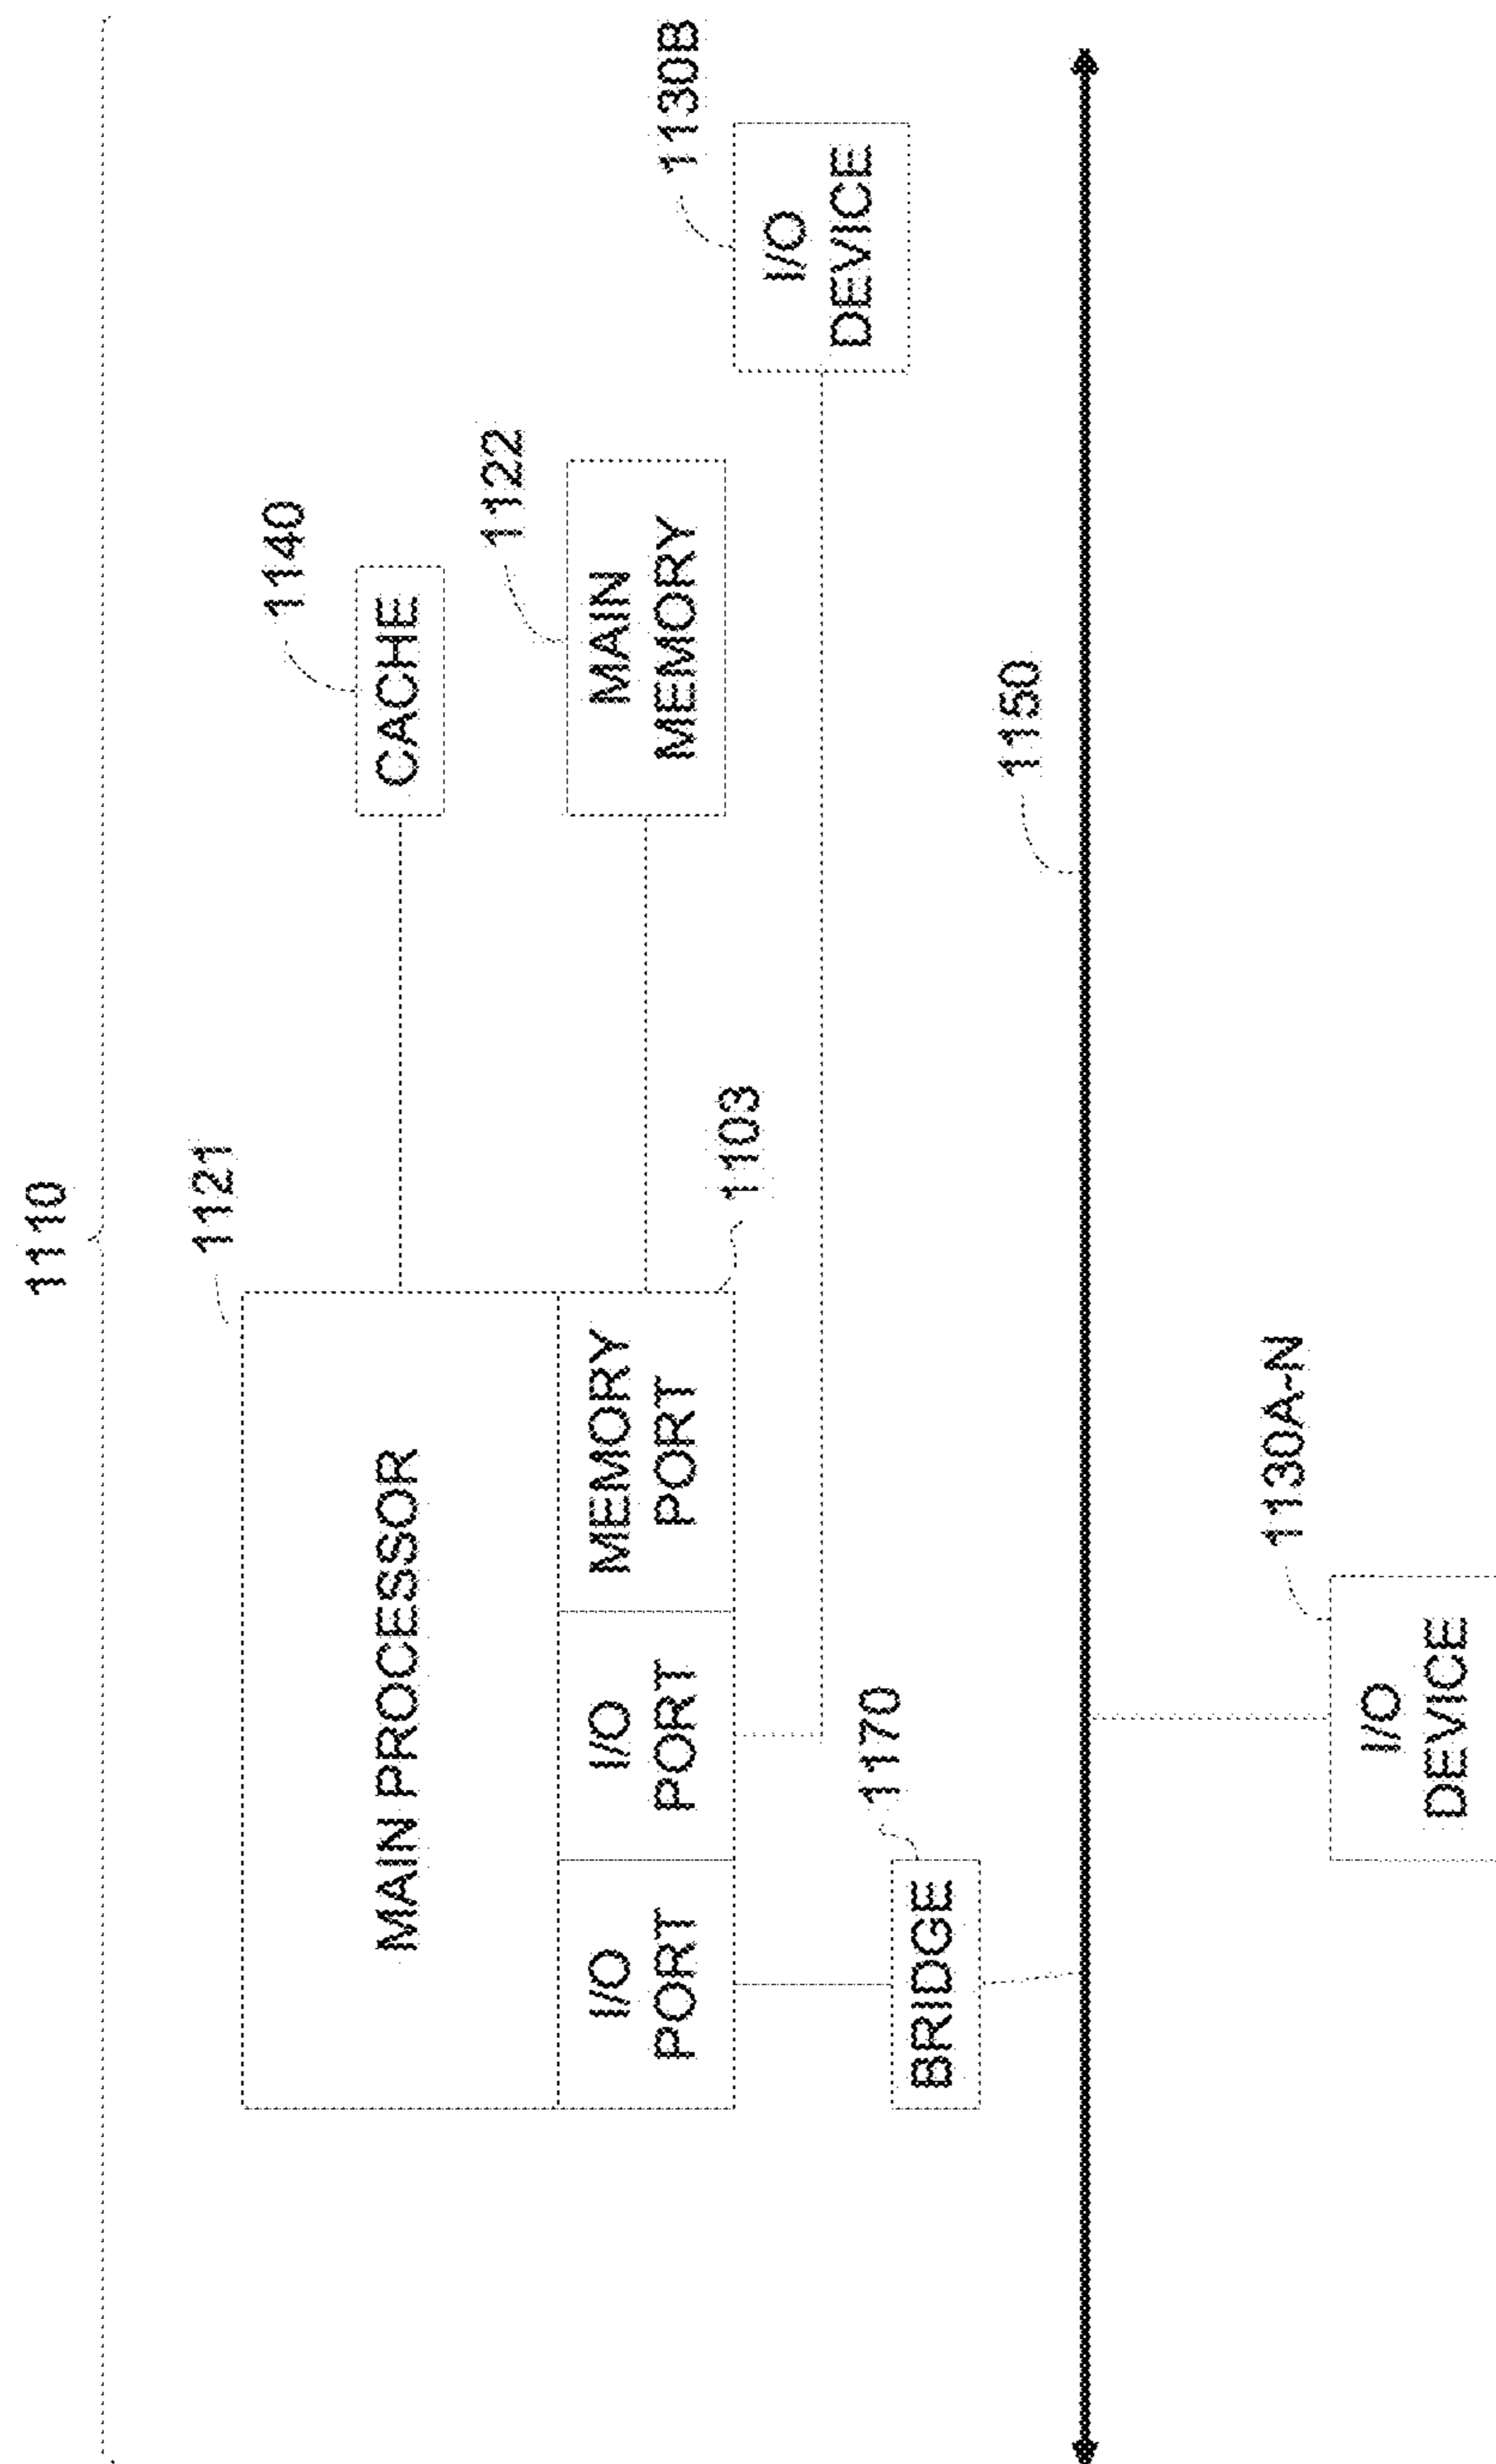 1110
1121
MAIN PROCESSOR
1140
CACHE
I/O
PORT
I/O
PORT
MEMORY
PORT
1103
1122
MAIN
MEMORY
1130B
I/O
DEVICE
1170
BRIDGE
1150
1130A-N
I/O
DEVICE